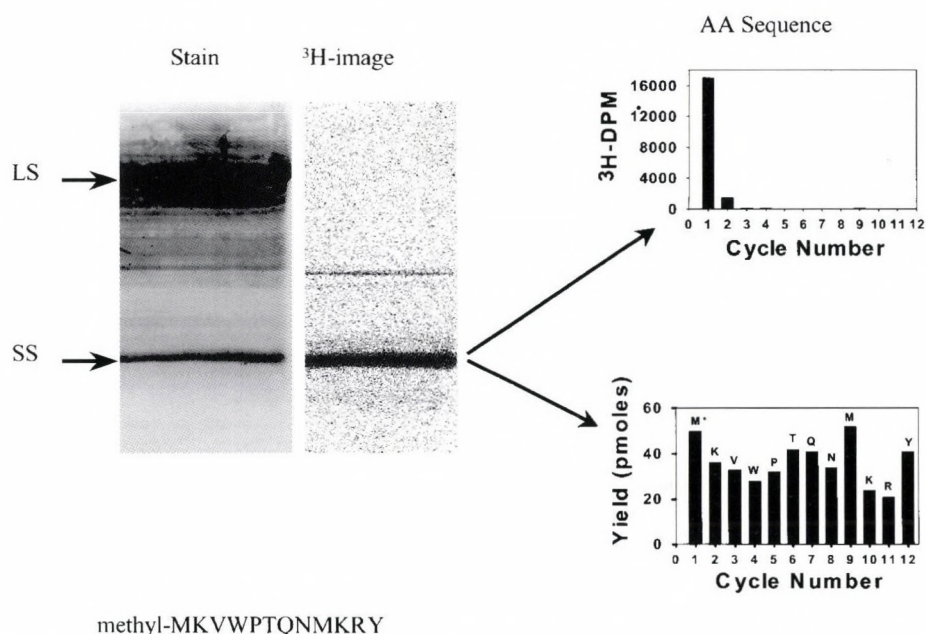 AA Sequence
Stain
³H-image
LS
SS
3H-DPM
16000
12000
8000
4000
0
0 1 2 3 4 5 6 7 8 9 10 11 12
Cycle Number
Yield (pmoles)
60
40
20
0
M* K V W P T Q N M K R Y
0 1 2 3 4 5 6 7 8 9 10 11 12
Cycle Number
methyl-MKVWPTQNMKRY